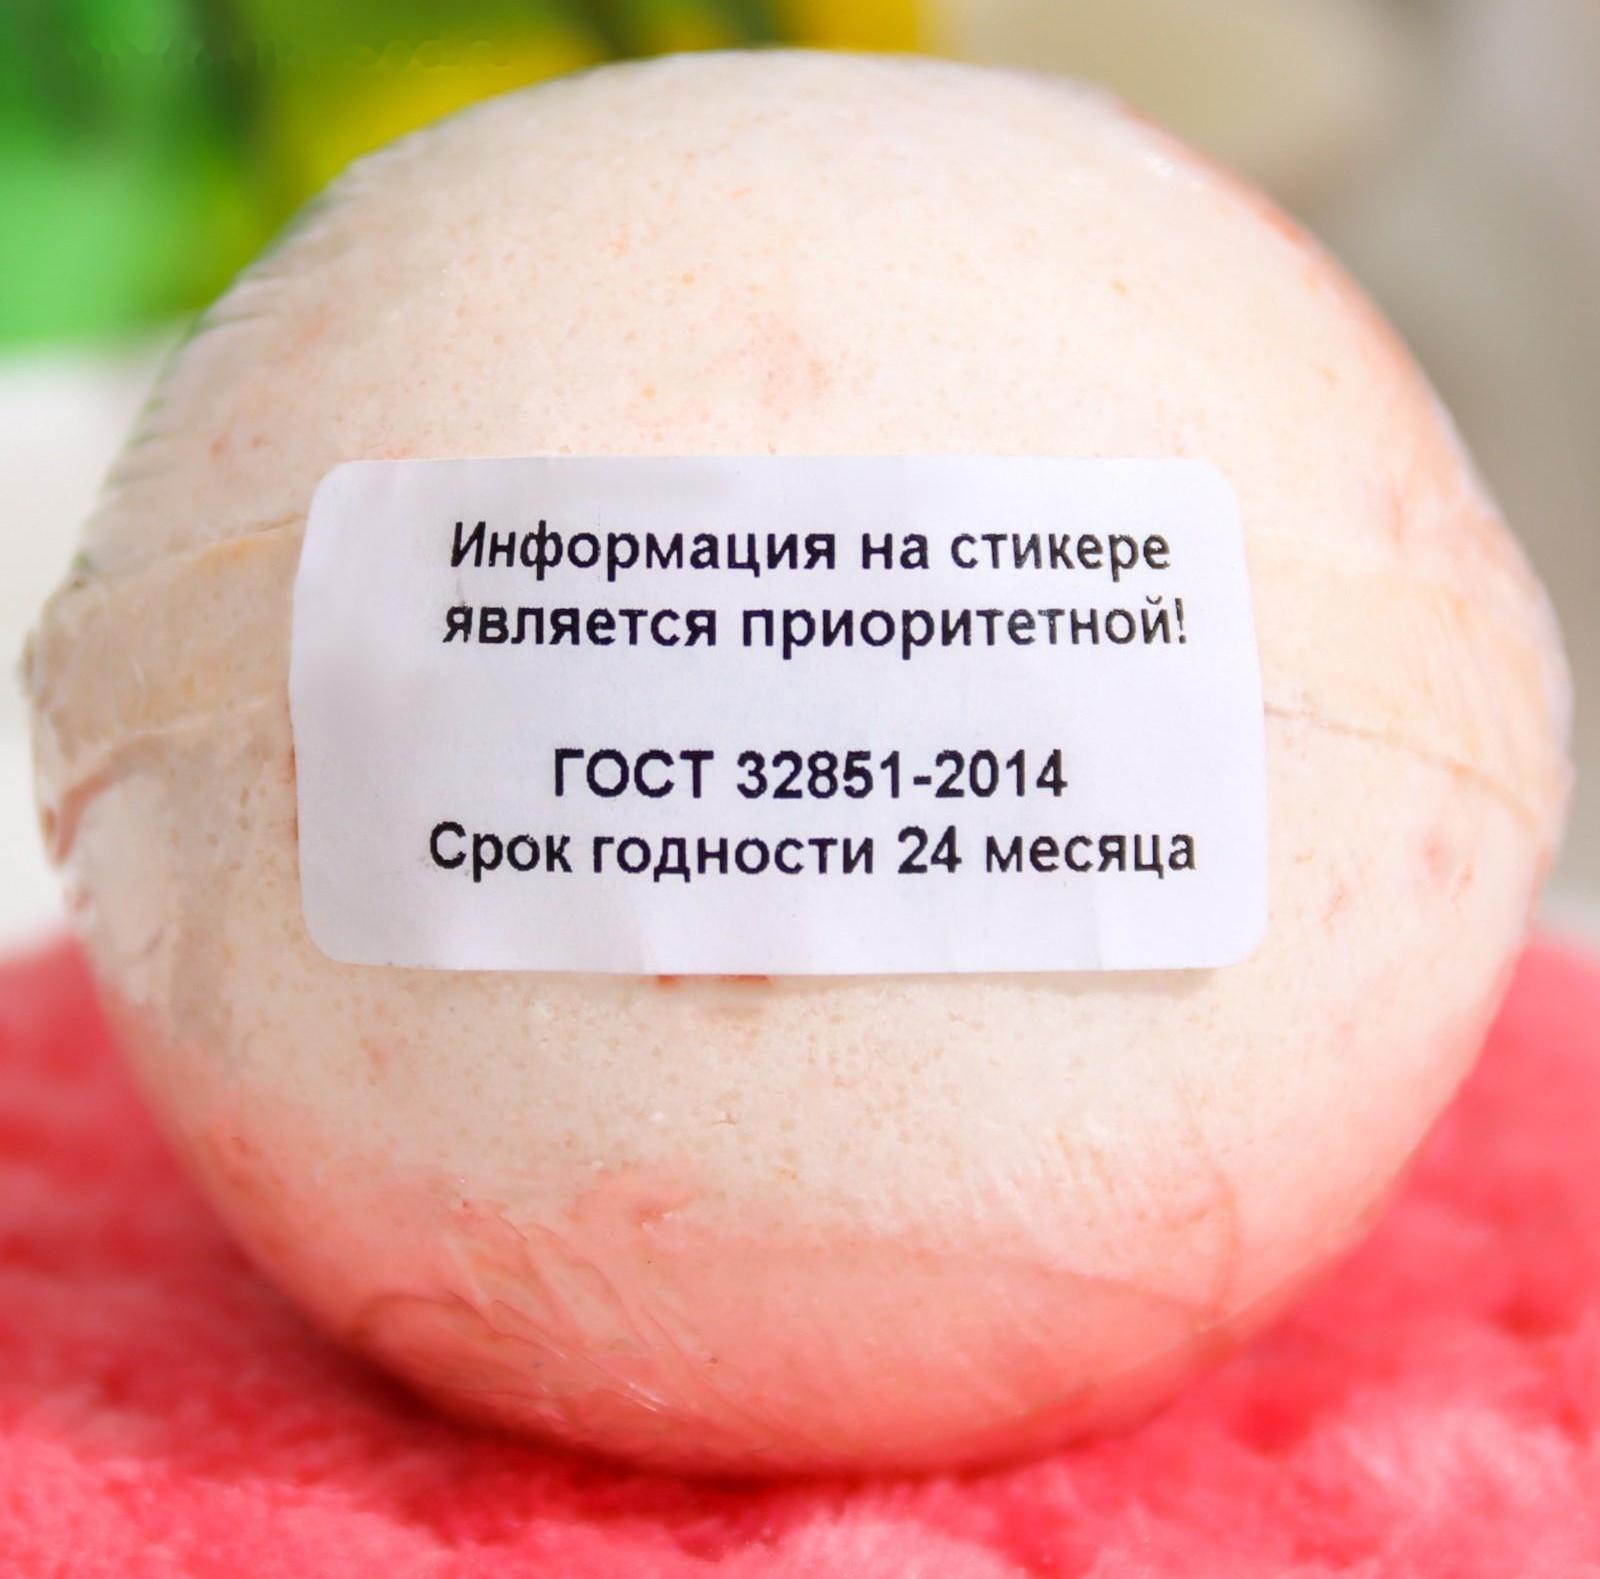 Информация на стикере
является приоритетной!
ГОСТ 32851-2014
Срок годности 24 месяца